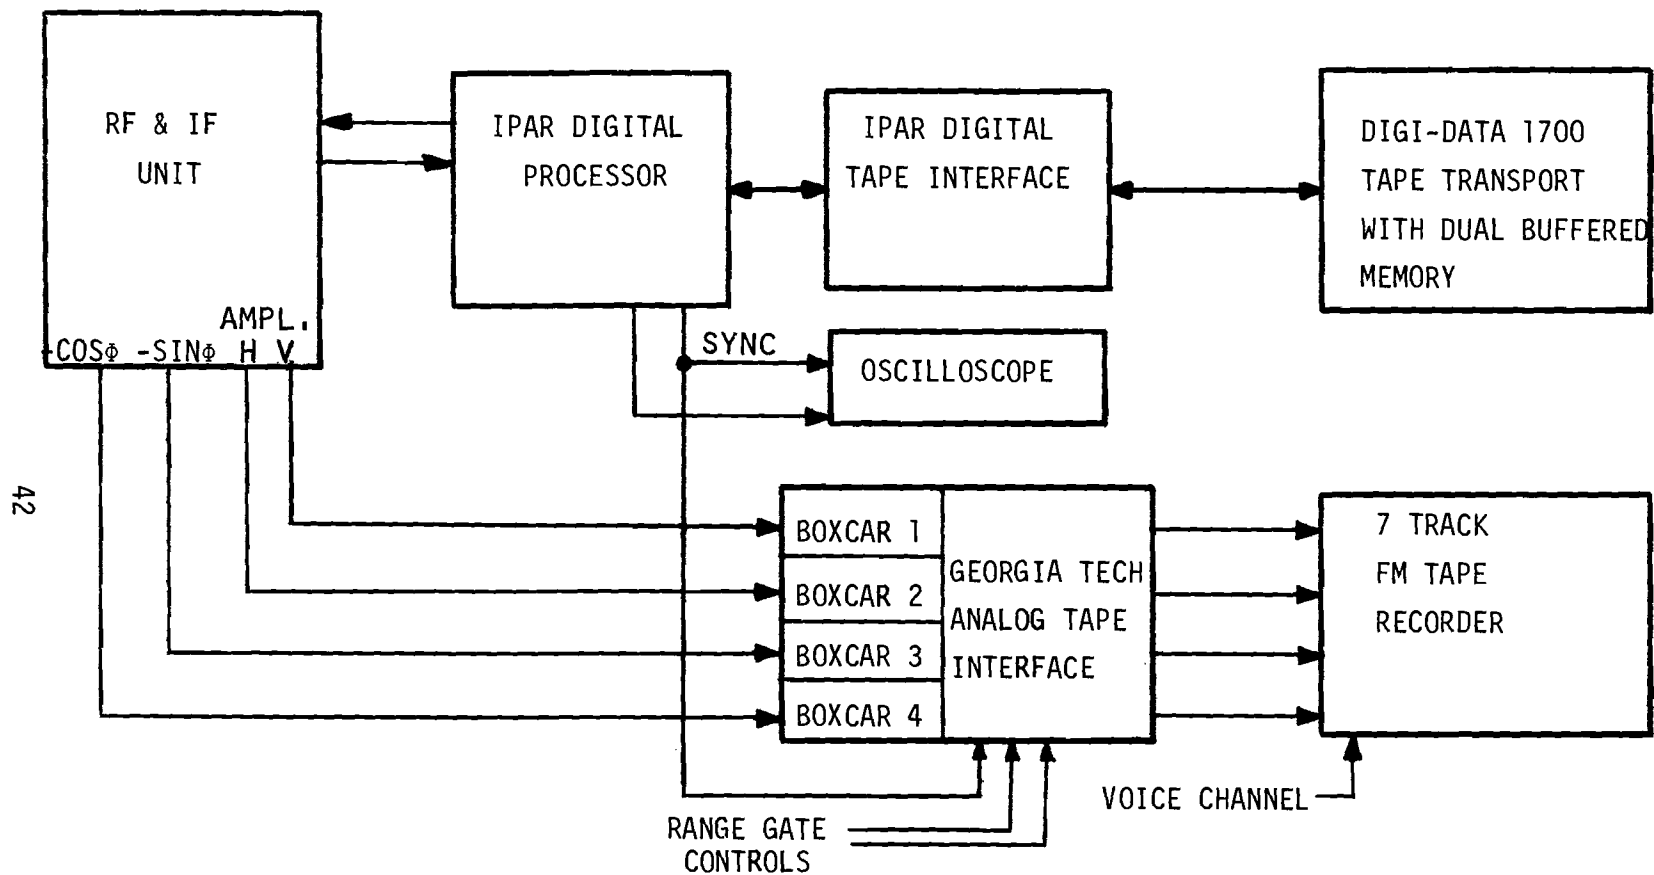 RF & IF
UNIT
AMPL.
-COSΦ -SINΦ H V
IPAR DIGITAL
PROCESSOR
IPAR DIGITAL
TAPE INTERFACE
DIGI-DATA 1700
TAPE TRANSPORT
WITH DUAL BUFFERED
MEMORY
SYNC
OSCILLOSCOPE
BOXCAR 1
BOXCAR 2
BOXCAR 3
BOXCAR 4
GEORGIA TECH
ANALOG TAPE
INTERFACE
7 TRACK
FM TAPE
RECORDER
VOICE CHANNEL
RANGE GATE
CONTROLS
42